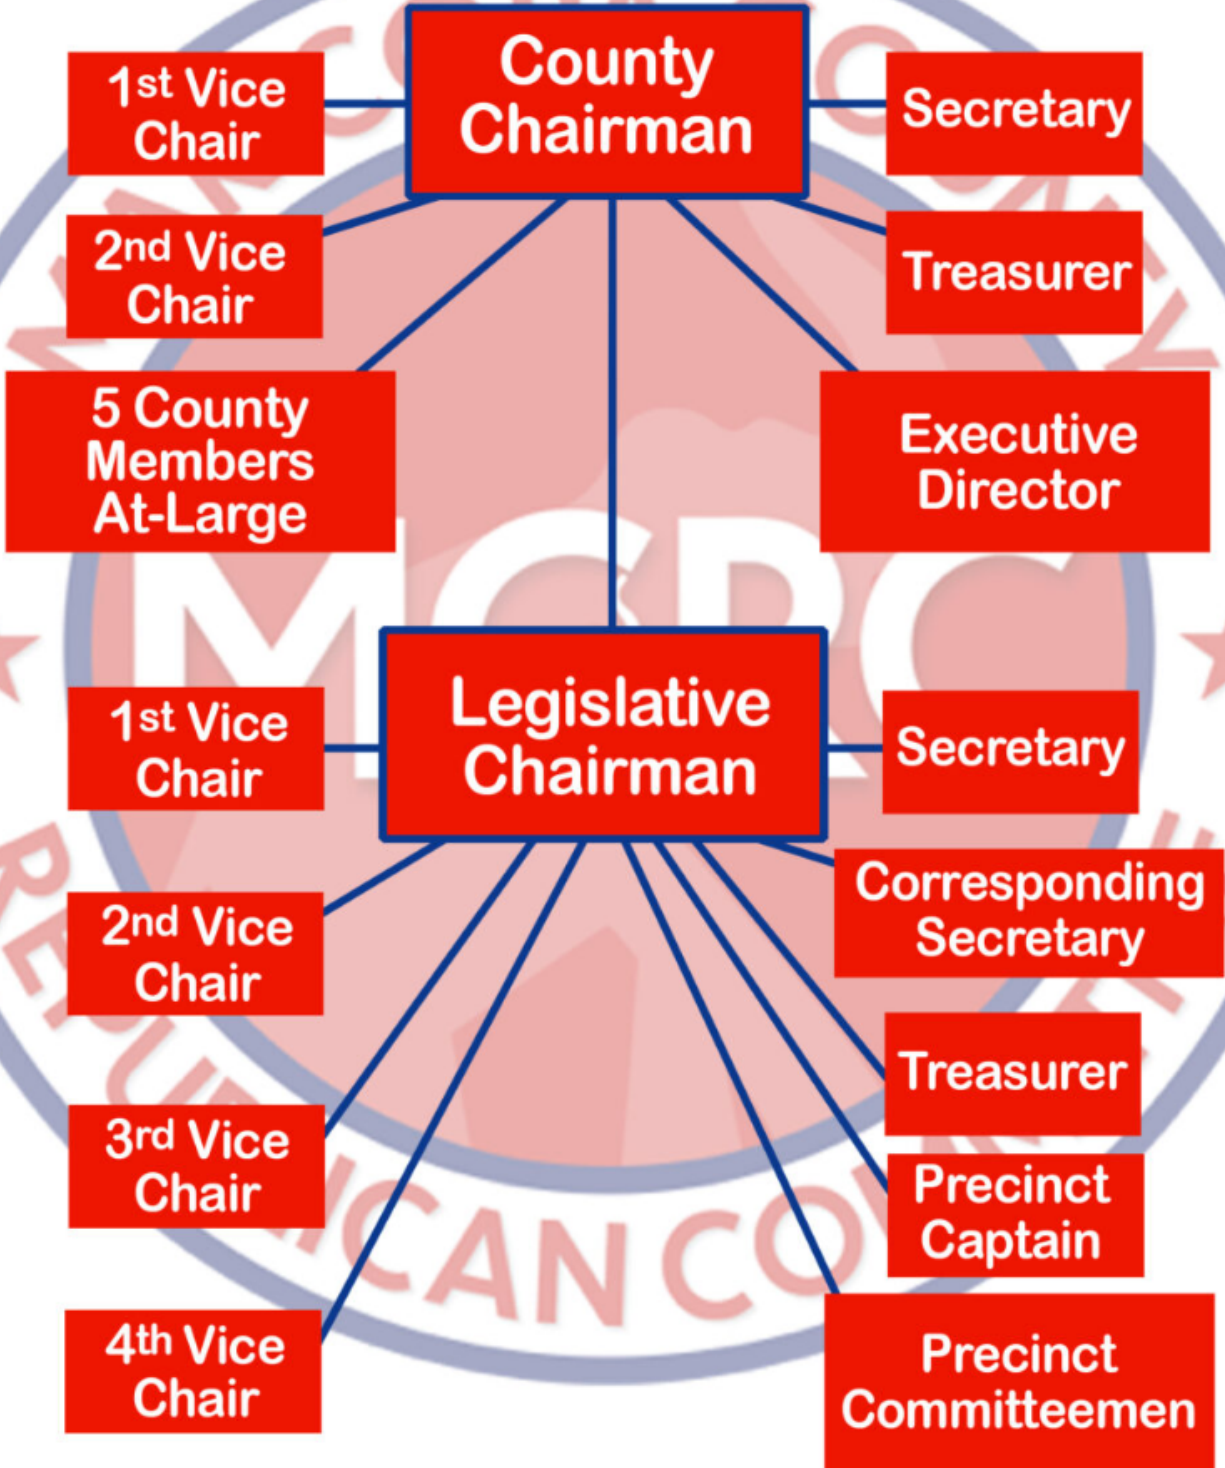 County
Chairman
1st Vice
Chair
Secretary
2nd Vice
Chair
Treasurer
5 County
Members
At-Large
Executive
Director
MCRC
Legislative
Chairman
1st Vice
Chair
Secretary
2nd Vice
Chair
Corresponding
Secretary
3rd Vice
Chair
Treasurer
Precinct
Captain
4th Vice
Chair
Precinct
Committeemen
REPUBLICAN